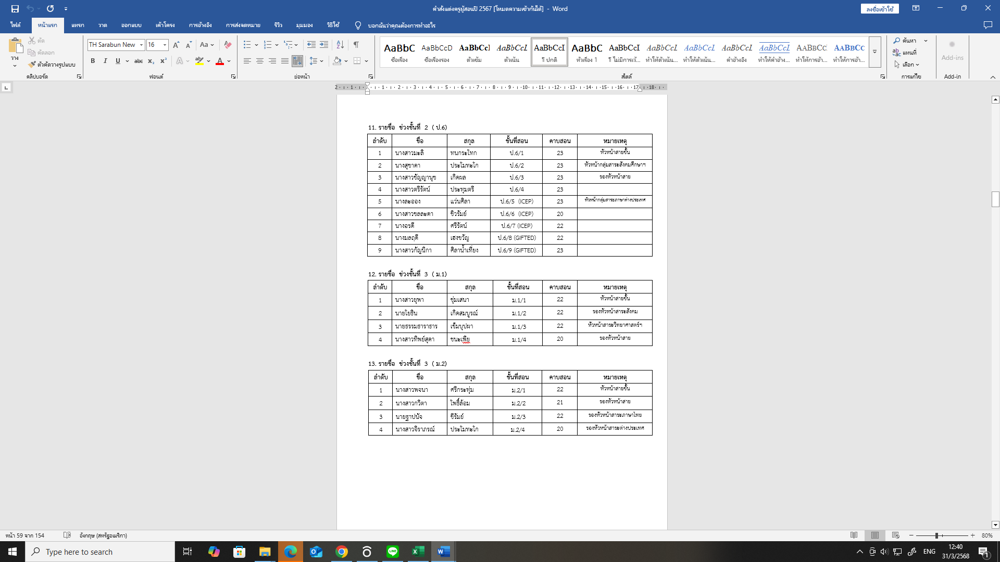 คำสั่งแต่งครูผู้สอนปี 2567 [โหมดความเข้ากันได้] - Word
ลงชื่อเข้าใช้
ไฟล์ หน้าแรก แทรก วาด ออกแบบ เค้าโครง การอ้างอิง การส่งจดหมาย รีวิว มุมมอง วิธีใช้ บอกฉันว่าคุณต้องการทำอะไร
วาง
ตัด
คัดลอก
ตัวคัดวางรูปแบบ
คลิปบอร์ด
TH Sarabun New 16
ฟอนต์
ย่อหน้า
AaBbC AaBbCcD AaBbCcI AaBbCcL AaBbCcI AaBbC AaBbCcI AaBbCcL AaBbCcL AaBbCcL AaBbCcL AABBCC AABBCC
ชื่อเรื่อง ชื่อเรื่องรอง ตัวเข้ม ตัวเน้น ¶ ปกติ หัวเรื่อง 1 ¶ ไม่มีการเว้... ทำให้ตัวเน้น... ทำให้ตัวเน้น... คำอ้างอิง ทำให้คำอ้าง... ทำให้การอ้า... ทำให้การอ้า...
สไตล์
ค้นหา
แทนที่
เลือก
การแก้ไข
Add-ins
Add-in
2 1 1 2 3 4 5 6 7 8 9 10 11 12 13 14 15 16 17 18
11. รายชื่อ ช่วงชั้นที่ 2 ( ป.6)
ลำดับ ชื่อ สกุล ชั้นที่สอน คาบสอน หมายเหตุ
1 นางสาวมะลิ ทนกระโทก ป.6/1 23 หัวหน้าสายชั้น
2 นางสุชาดา ประโมทะโก ป.6/2 23 หัวหน้ากลุ่มสาระสังคมศึกษาฯ
3 นางสาวชัญญานุช เกิดผล ป.6/3 23 รองหัวหน้าสาย
4 นางสาวตรีรัตน์ ประทุมตรี ป.6/4 23
5 นางละออง แว่นศิลา ป.6/5 (ICEP) 23 หัวหน้ากลุ่มสาระภาษาต่างประเทศ
6 นางสาวชลละดา ชิวรัมย์ ป.6/6 (ICEP) 20
7 นางอรดี ศรีรัตน์ ป.6/7 (ICEP) 22
8 นางมลฤดี เฮงขวัญ ป.6/8 (GIFTED) 22
9 นางสาวกัญนิกา ศิลาน้ำเที่ยง ป.6/9 (GIFTED) 23
12. รายชื่อ ช่วงชั้นที่ 3 ( ม.1)
ลำดับ ชื่อ สกุล ชั้นที่สอน คาบสอน หมายเหตุ
1 นางสาวยุพา ชุ่มเสนา ม.1/1 22 หัวหน้าสายชั้น
2 นายโยธิน เกิดสมบูรณ์ ม.1/2 22 รองหัวหน้าสาระสังคม
3 นายธรรมธาราธาร เข็มบุปผา ม.1/3 22 หัวหน้าสาระวิทยาศาสตร์ฯ
4 นางสาวทิพย์สุดา ชนะเพีย ม.1/4 20 รองหัวหน้าสาย
13. รายชื่อ ช่วงชั้นที่ 3 ( ม.2)
ลำดับ ชื่อ สกุล ชั้นที่สอน คาบสอน หมายเหตุ
1 นางสาวพจนา ศรีกระทุ่ม ม.2/1 22 หัวหน้าสายชั้น
2 นางสาวกวิตา โพธิ์ล้อม ม.2/2 21 รองหัวหน้าสาย
3 นายฐาปนัจ ขีรัมย์ ม.2/3 22 รองหัวหน้าสาระภาษาไทย
4 นางสาวจิราภรณ์ ประโมทะโก ม.2/4 20 รองหัวหน้าสาระต่างประเทศ
หน้า 59 จาก 154 อังกฤษ (สหรัฐอเมริกา) 80%
Type here to search
ENG
12:40
31/3/2568